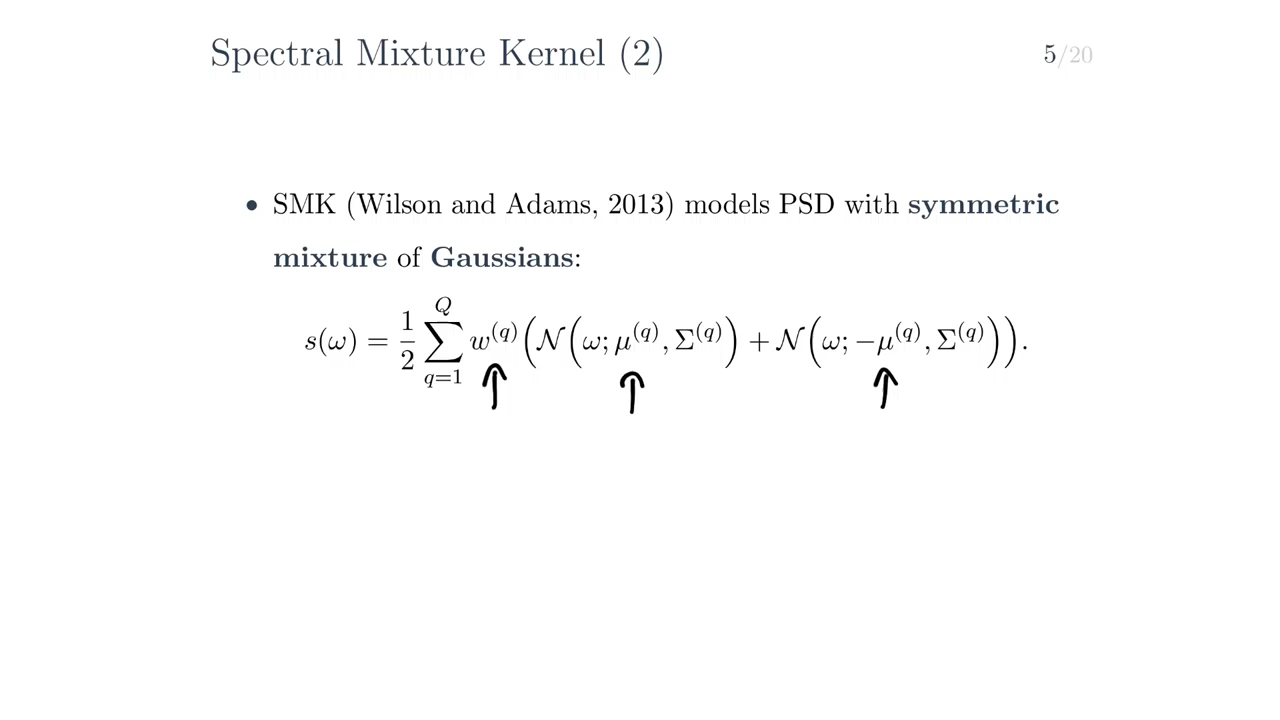 Spectral Mixture Kernel (2) 5/20
• SMK (Wilson and Adams, 2013) models PSD with symmetric
mixture of Gaussians:
s(ω) = 1/2 ∑_{q=1}^{Q} w^{(q)} ( 𝒩(ω; μ^{(q)}, Σ^{(q)}) + 𝒩(ω; −μ^{(q)}, Σ^{(q)}) ).